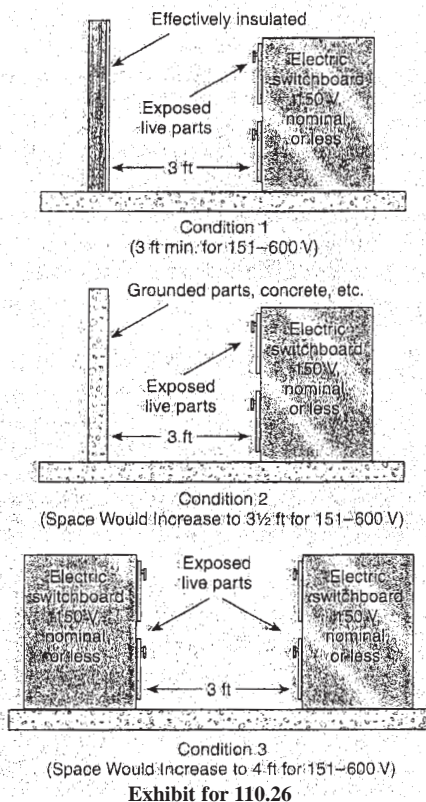 Effectively insulated
Exposed
live parts
Electric
switchboard
150 V
nominal
or less
3 ft
Condition 1
(3 ft min. for 151–600 V)
Grounded parts, concrete, etc.
Exposed
live parts
Electric
switchboard
150 V
nominal
or less
3 ft
Condition 2
(Space Would Increase to 3½ ft for 151–600 V)
Electric
switchboard
150 V
nominal
or less
Exposed
live parts
Electric
switchboard
150 V
nominal
or less
3 ft
Condition 3
(Space Would Increase to 4 ft for 151–600 V)
Exhibit for 110.26